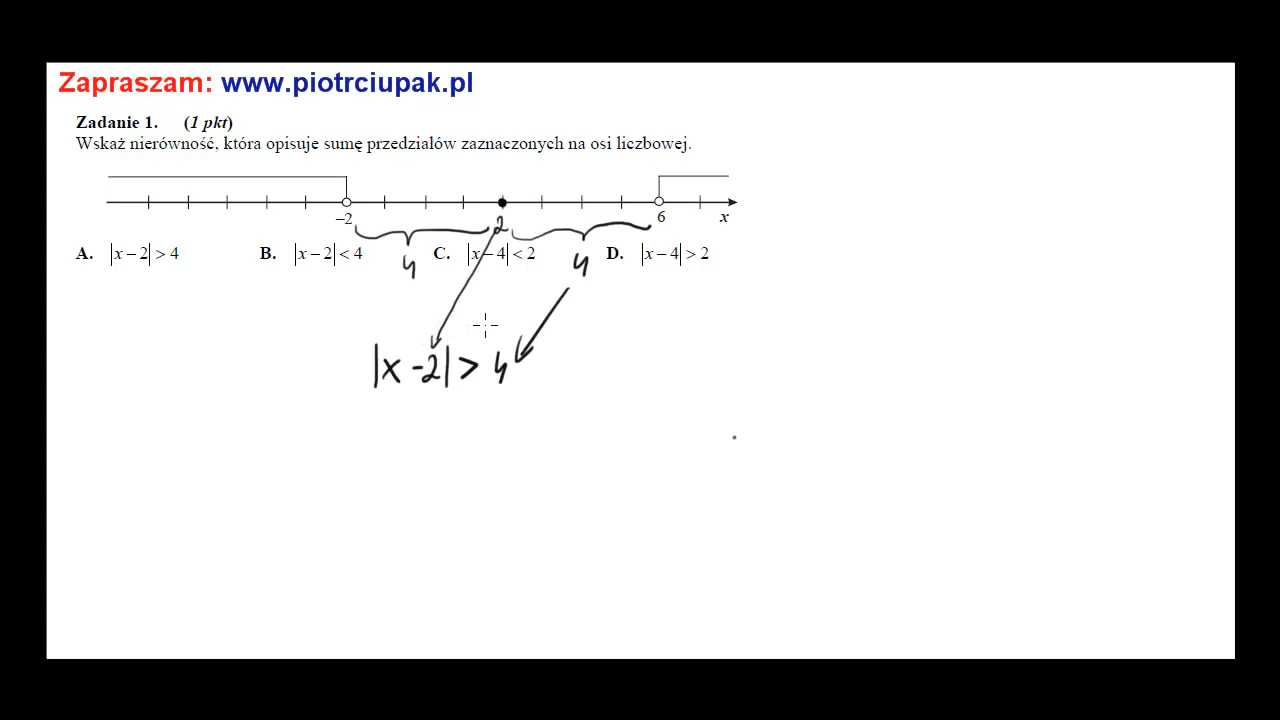 Zapraszam: www.piotrciupak.pl
Zadanie 1. (1 pkt)
Wskaż nierówność, która opisuje sumę przedziałów zaznaczonych na osi liczbowej.
−2 2 6 x
A. |x−2|>4 B. |x−2|<4 C. |x−4|<2 D. |x−4|>2
4 4
|x-2|>4